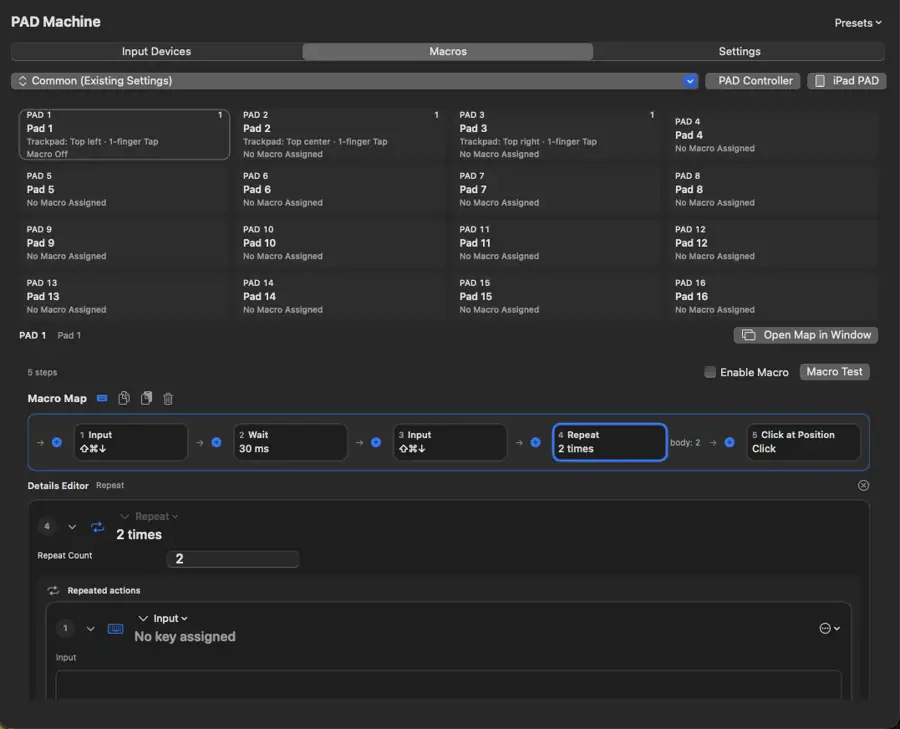 PAD Machine
Presets
Input Devices
Macros
Settings
Common (Existing Settings)
PAD Controller
iPad PAD
PAD 1 1
Pad 1
Trackpad: Top left · 1-finger Tap
Macro Off
PAD 2 1
Pad 2
Trackpad: Top center · 1-finger Tap
No Macro Assigned
PAD 3 1
Pad 3
Trackpad: Top right · 1-finger Tap
No Macro Assigned
PAD 4
Pad 4
No Macro Assigned
PAD 5
Pad 5
No Macro Assigned
PAD 6
Pad 6
No Macro Assigned
PAD 7
Pad 7
No Macro Assigned
PAD 8
Pad 8
No Macro Assigned
PAD 9
Pad 9
No Macro Assigned
PAD 10
Pad 10
No Macro Assigned
PAD 11
Pad 11
No Macro Assigned
PAD 12
Pad 12
No Macro Assigned
PAD 13
Pad 13
No Macro Assigned
PAD 14
Pad 14
No Macro Assigned
PAD 15
Pad 15
No Macro Assigned
PAD 16
Pad 16
No Macro Assigned
PAD 1 Pad 1
Open Map in Window
5 steps
Enable Macro
Macro Test
Macro Map
1 Input
⇧⌘↓
2 Wait
30 ms
3 Input
⇧⌘↓
4 Repeat
2 times
body: 2
5 Click at Position
Click
Details Editor Repeat
4
Repeat
2 times
Repeat Count 2
Repeated actions
1
Input
No key assigned
Input